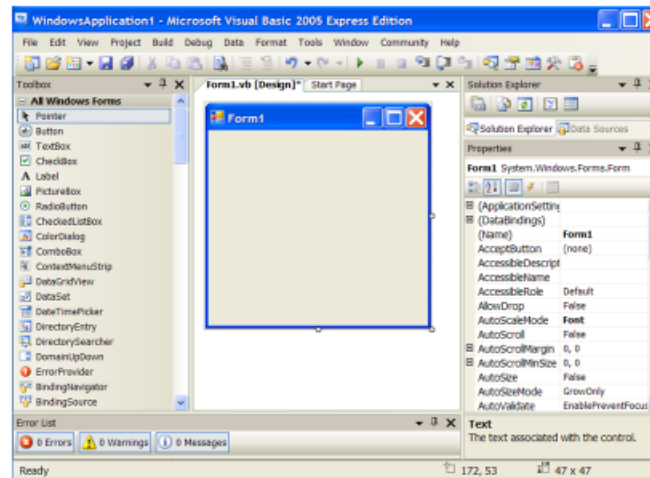 WindowsApplication1 - Microsoft Visual Basic 2005 Express Edition
File Edit View Project Build Debug Data Format Tools Window Community Help
Toolbox
All Windows Forms
Pointer
Button
TextBox
CheckBox
A Label
PictureBox
RadioButton
CheckedListBox
ColorDialog
ComboBox
ContextMenuStrip
DataGridView
DataSet
DateTimePicker
DirectoryEntry
DirectorySearcher
DomainUpDown
ErrorProvider
BindingNavigator
BindingSource
Form1.vb [Design]* Start Page
Form1
Solution Explorer
Solution Explorer Data Sources
Properties
Form1 System.Windows.Forms.Form
(ApplicationSetting
(DataBindings)
(Name) Form1
AcceptButton (none)
AccessibleDescript
AccessibleName
AccessibleRole Default
AllowDrop False
AutoScaleMode Font
AutoScroll False
AutoScrollMargin 0, 0
AutoScrollMinSize 0, 0
AutoSize False
AutoSizeMode GrowOnly
AutoValidate EnablePreventFocus
Text
The text associated with the control.
Error List
0 Errors 0 Warnings 0 Messages
Ready 172, 53 47 x 47